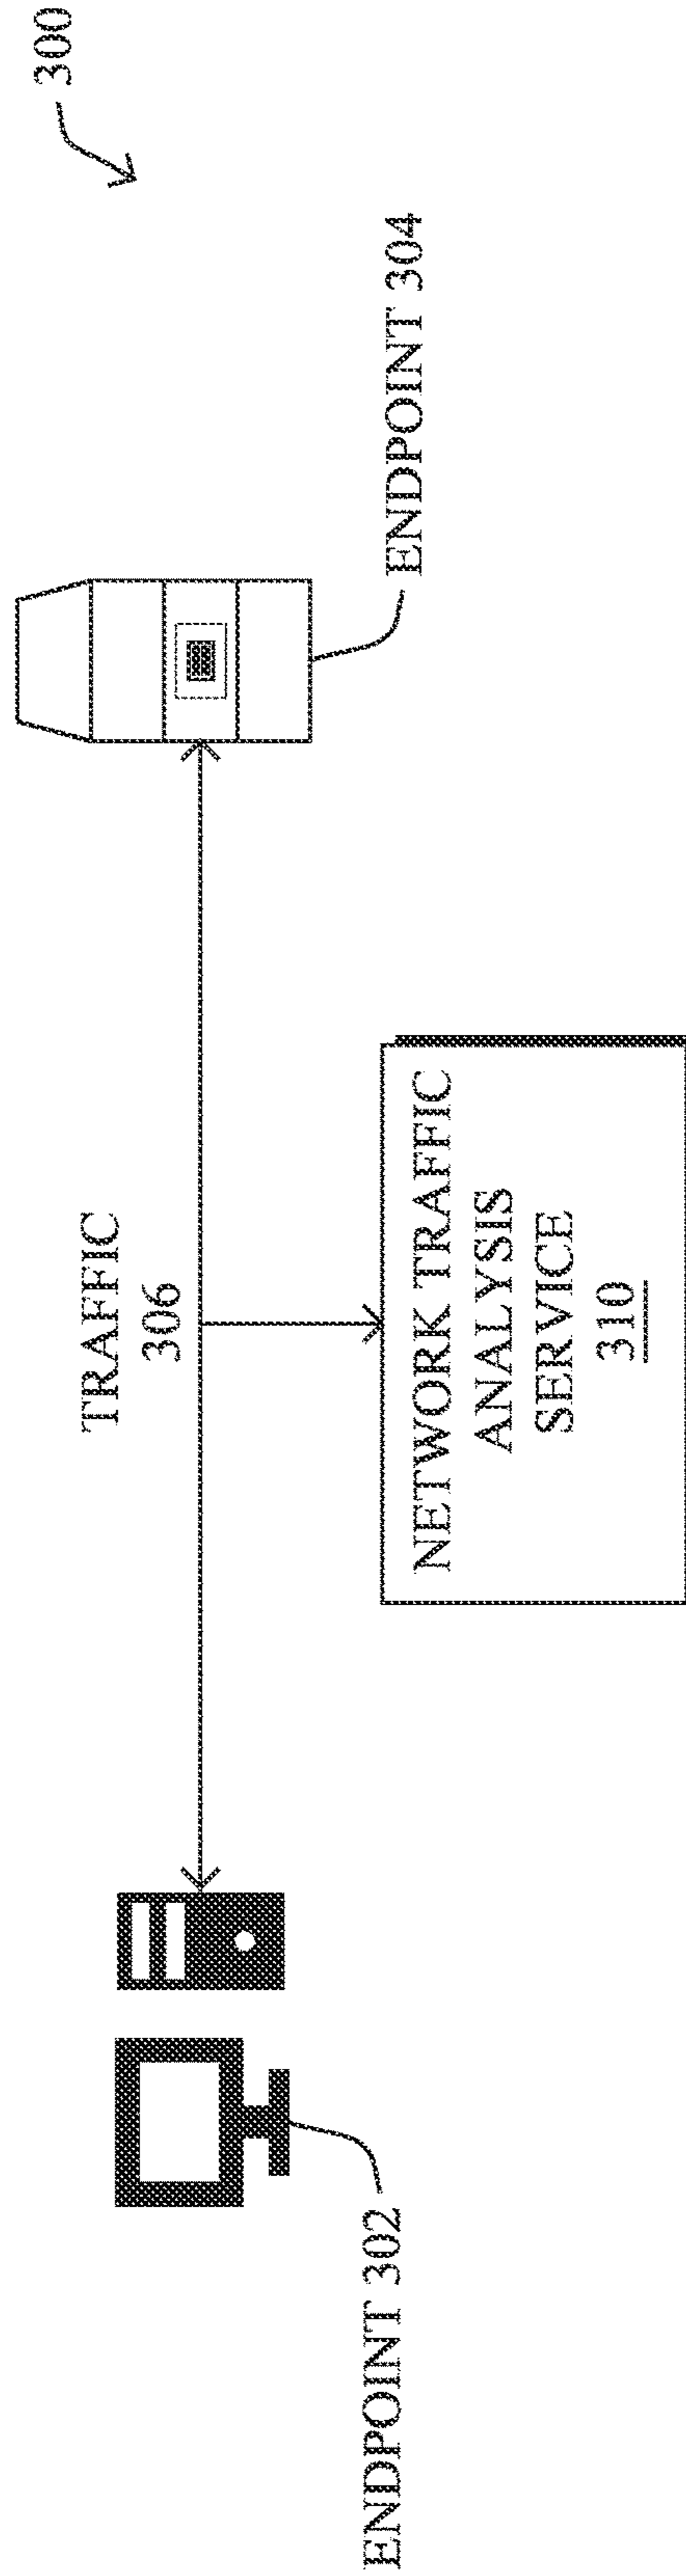 300
TRAFFIC
306
ENDPOINT 302
ENDPOINT 304
NETWORK TRAFFIC
ANALYSIS
SERVICE
310